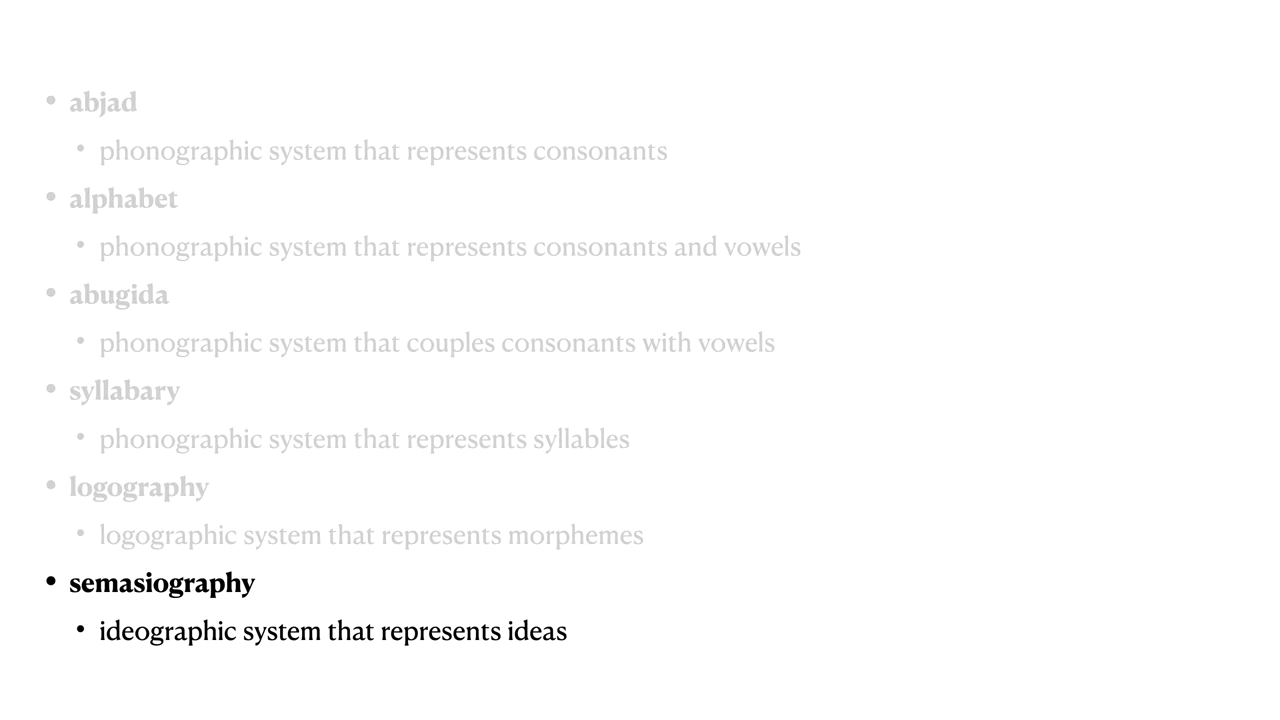 • abjad
• phonographic system that represents consonants
• alphabet
• phonographic system that represents consonants and vowels
• abugida
• phonographic system that couples consonants with vowels
• syllabary
• phonographic system that represents syllables
• logography
• logographic system that represents morphemes
• semasiography
• ideographic system that represents ideas